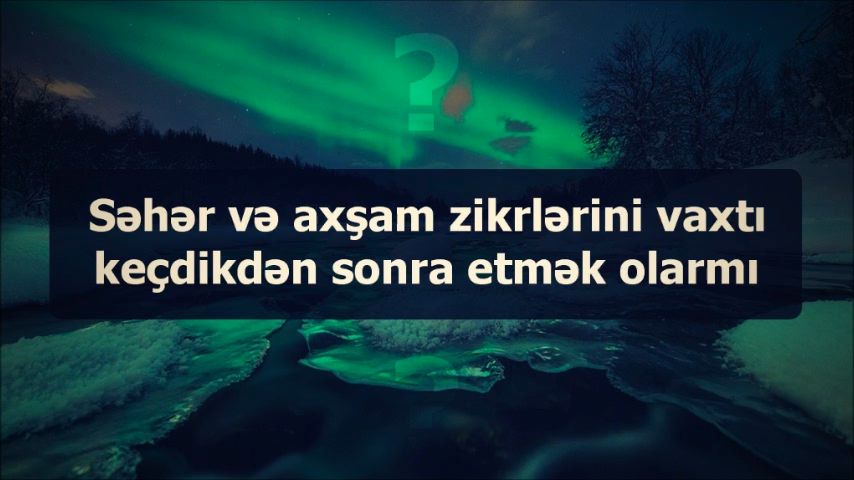 ?
Səhər və axşam zikrlərini vaxtı
keçdikdən sonra etmək olarmı
?